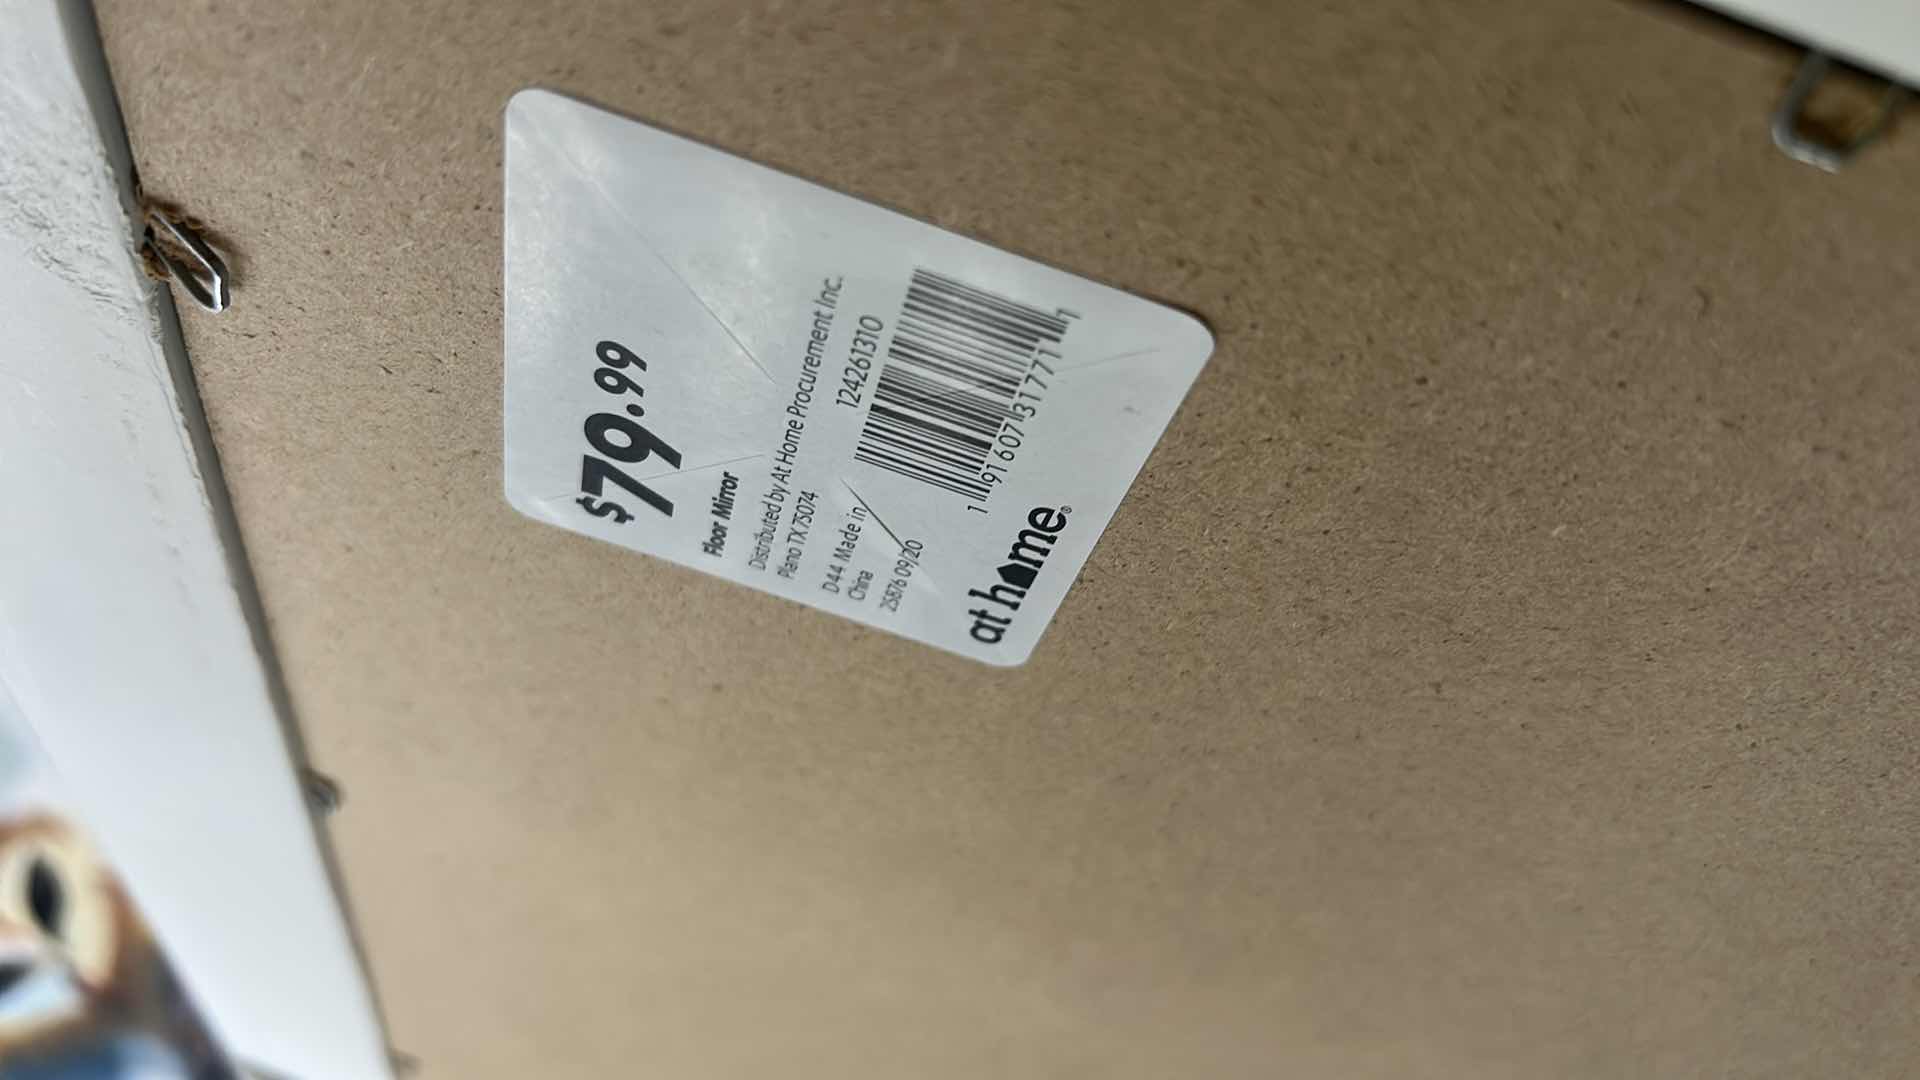 $79.99
Floor Mirror
Distributed by At Home Procurement Inc.
Plano TX 75074
D44 Made in
China
25876 09/20
124261310
1 91607 31771 7
at home®